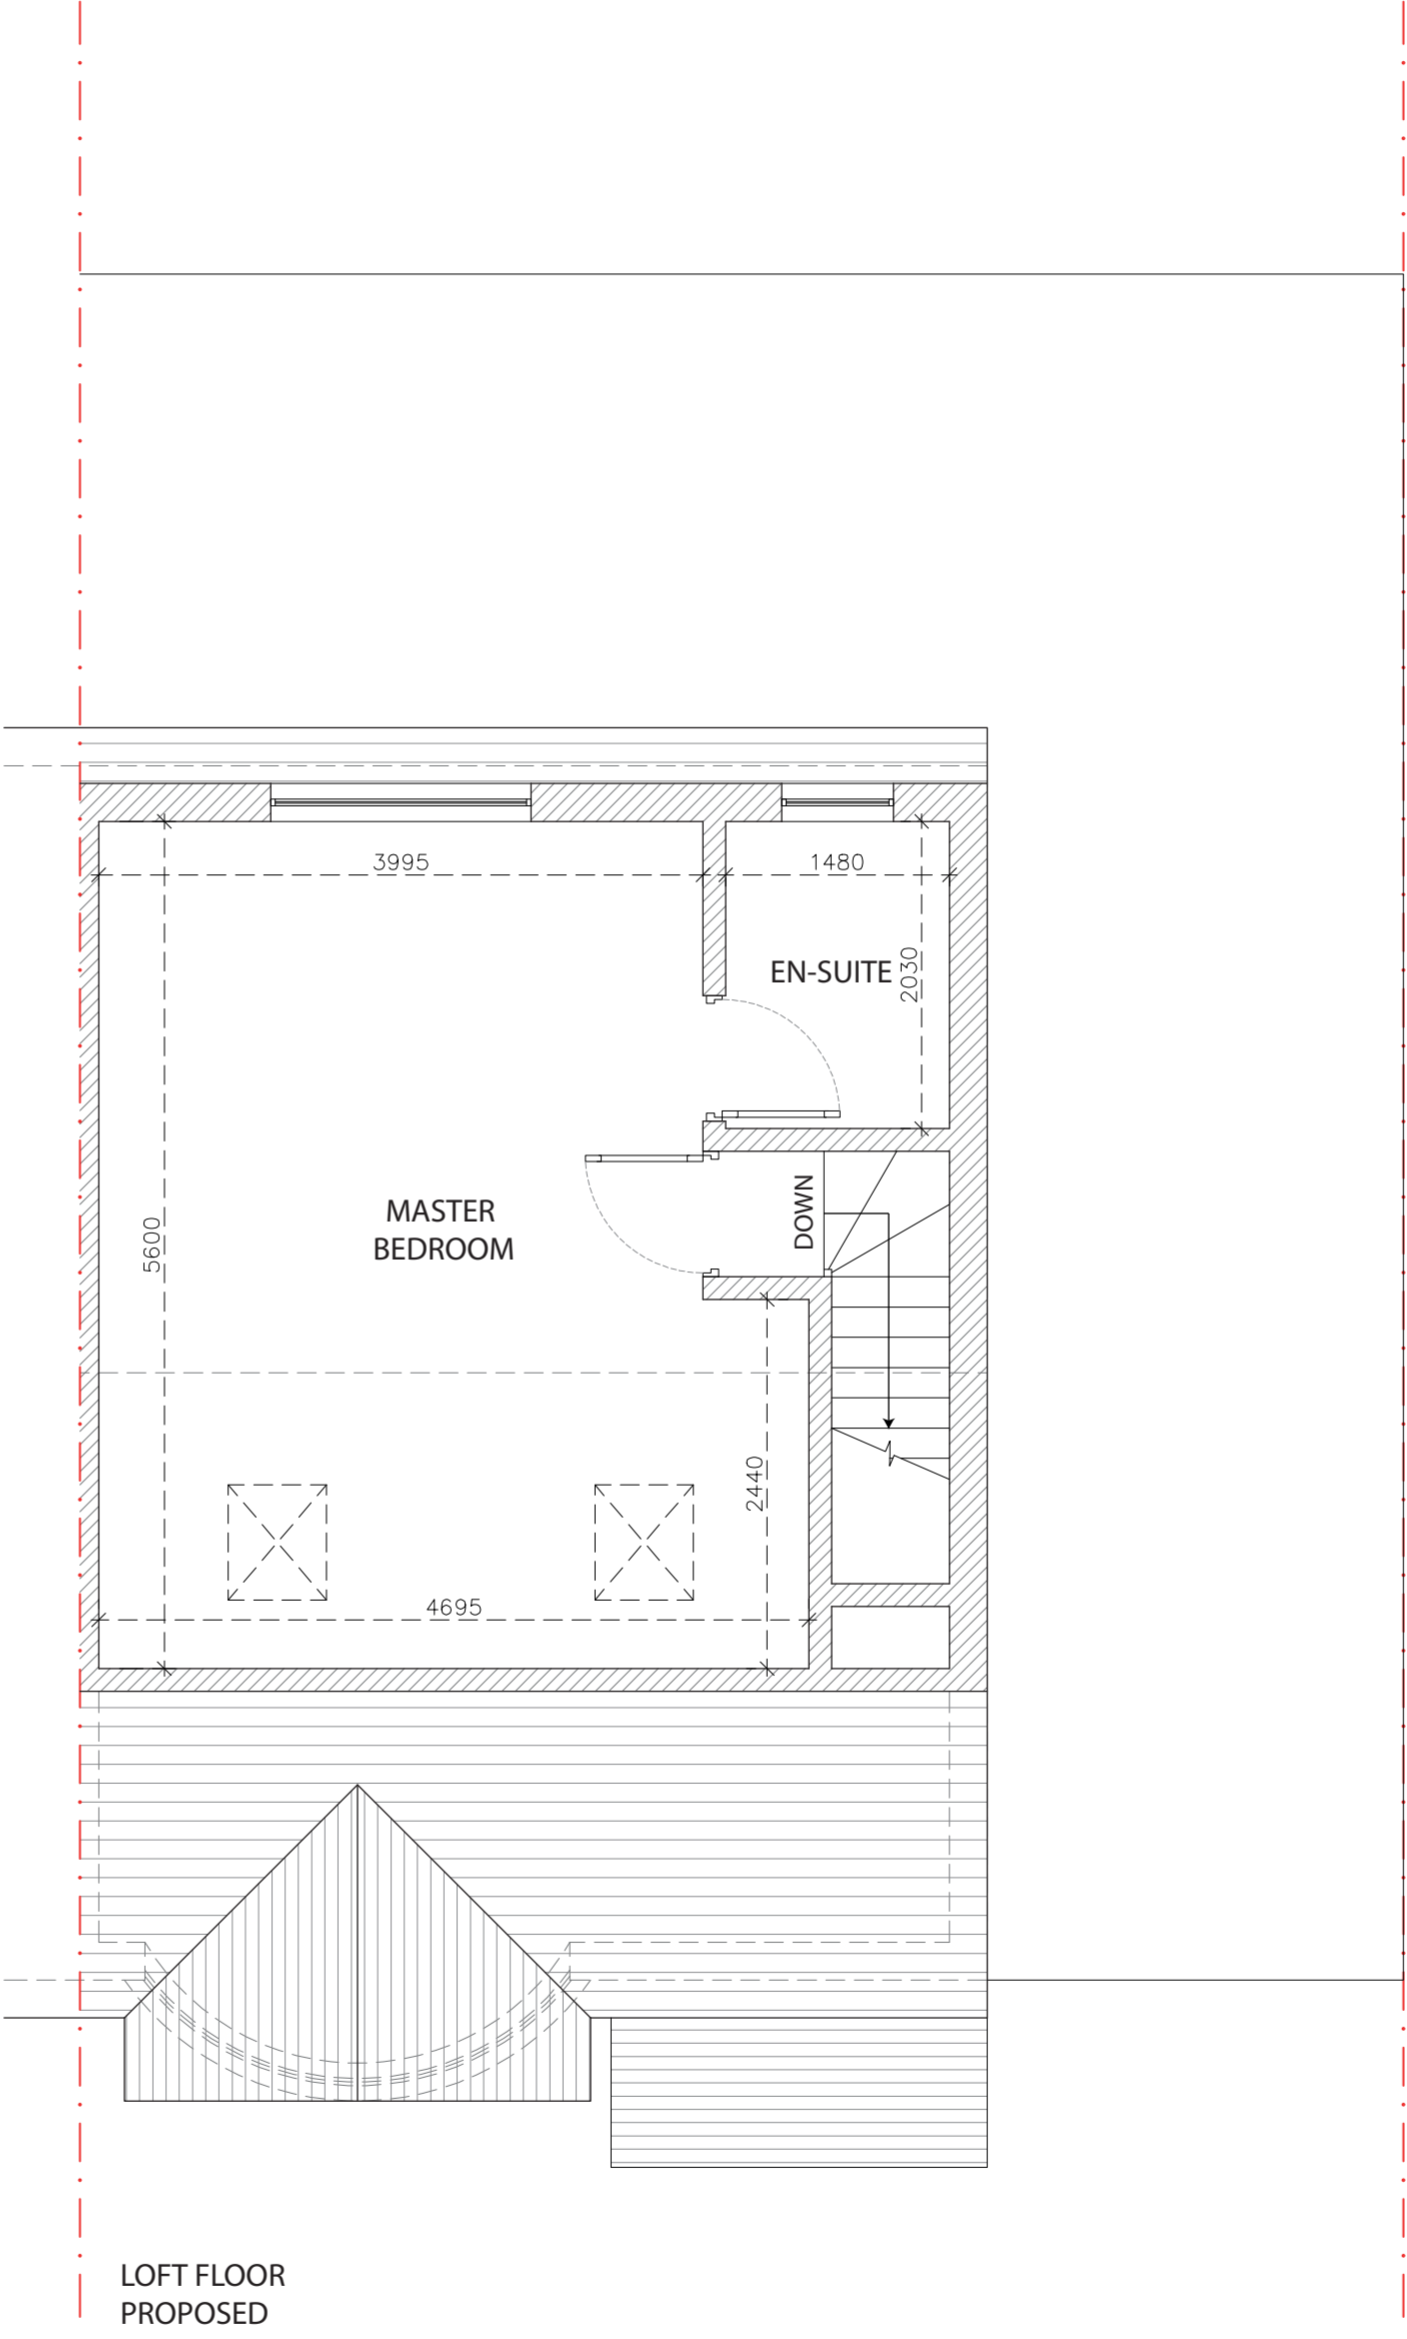 3995
1480
EN-SUITE
2030
MASTER
BEDROOM
DOWN
5600
2440
4695
LOFT FLOOR
PROPOSED